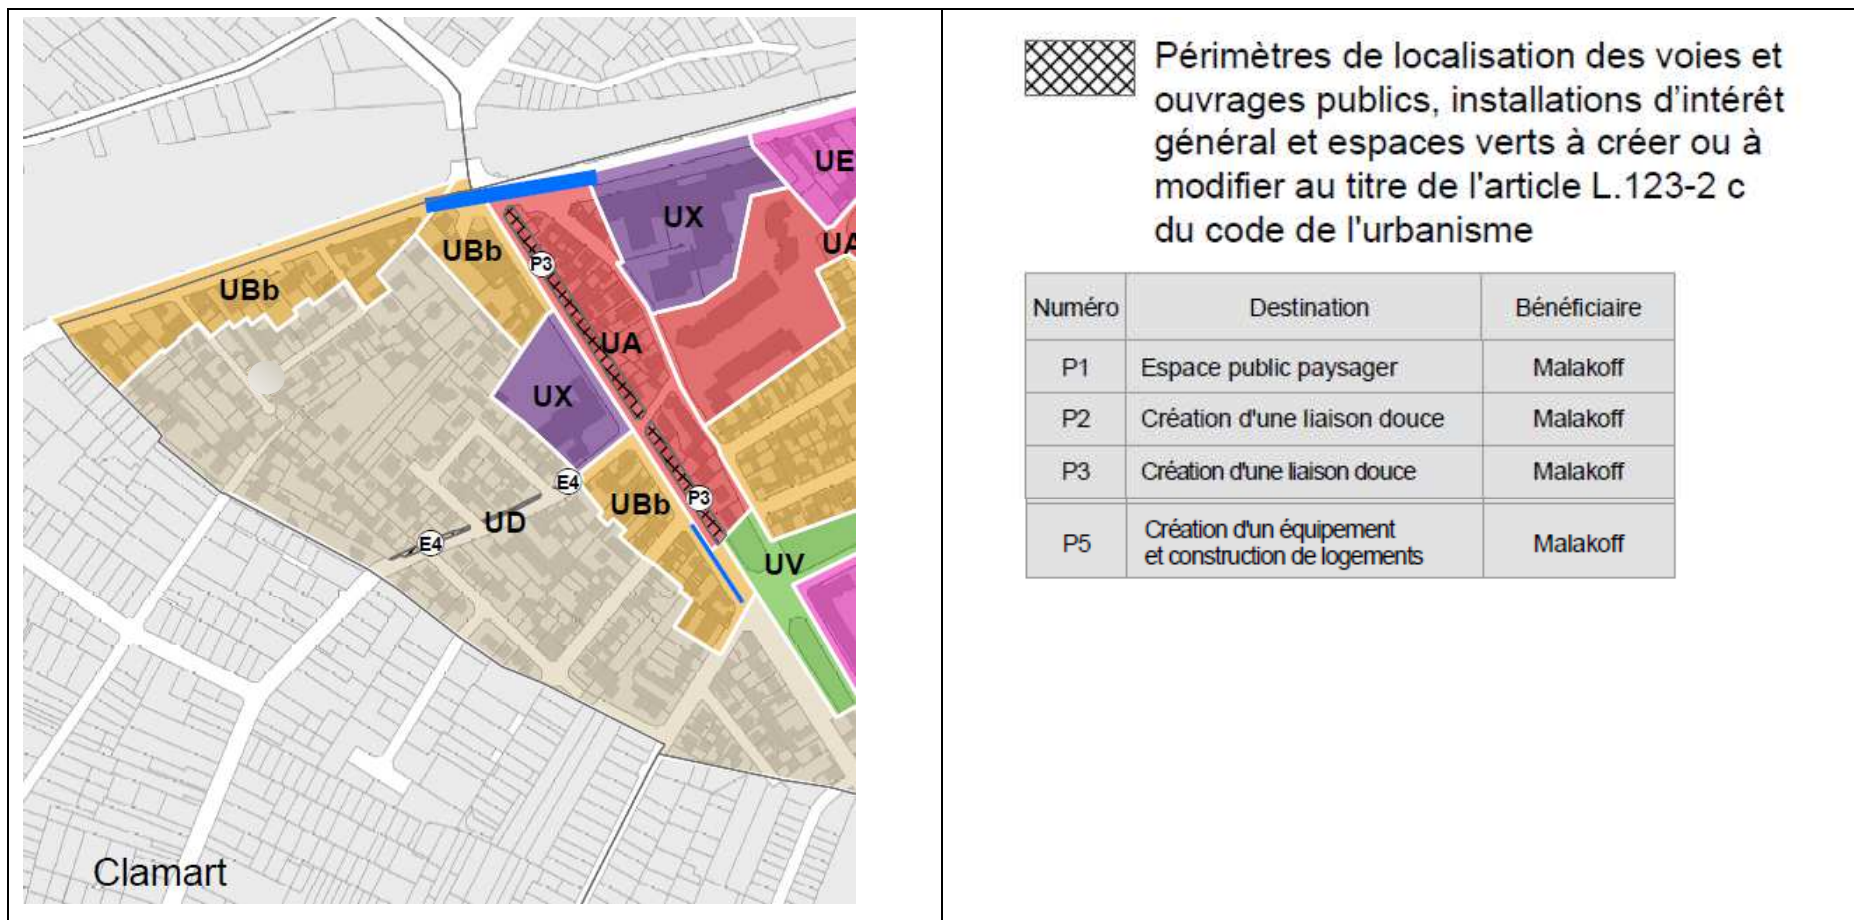 UE
UX
UA
UBb
P3
UBb
UA
UX
E4
P3
UBb
UD
E4
UV
Clamart
Périmètres de localisation des voies et
ouvrages publics, installations d'intérêt
général et espaces verts à créer ou à
modifier au titre de l'article L.123-2 c
du code de l'urbanisme
Numéro Destination Bénéficiaire
P1 Espace public paysager Malakoff
P2 Création d'une liaison douce Malakoff
P3 Création d'une liaison douce Malakoff
P5 Création d'un équipement
et construction de logements Malakoff